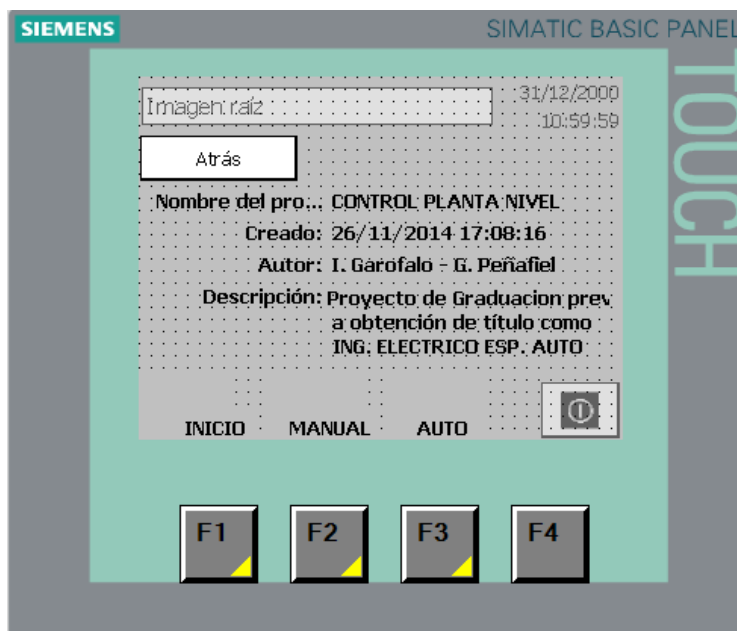 SIEMENS
SIMATIC BASIC PANEL
TOUCH
Imagen raíz
31/12/2000
10:59:59
Atrás
Nombre del pro... CONTROL PLANTA NIVEL
Creado: 26/11/2014 17:08:16
Autor: I. Garofalo - G. Peñafiel
Descripción: Proyecto de Graduacion prev
a obtención de título como
ING. ELECTRICO ESP. AUTO
INICIO MANUAL AUTO
F1 F2 F3 F4